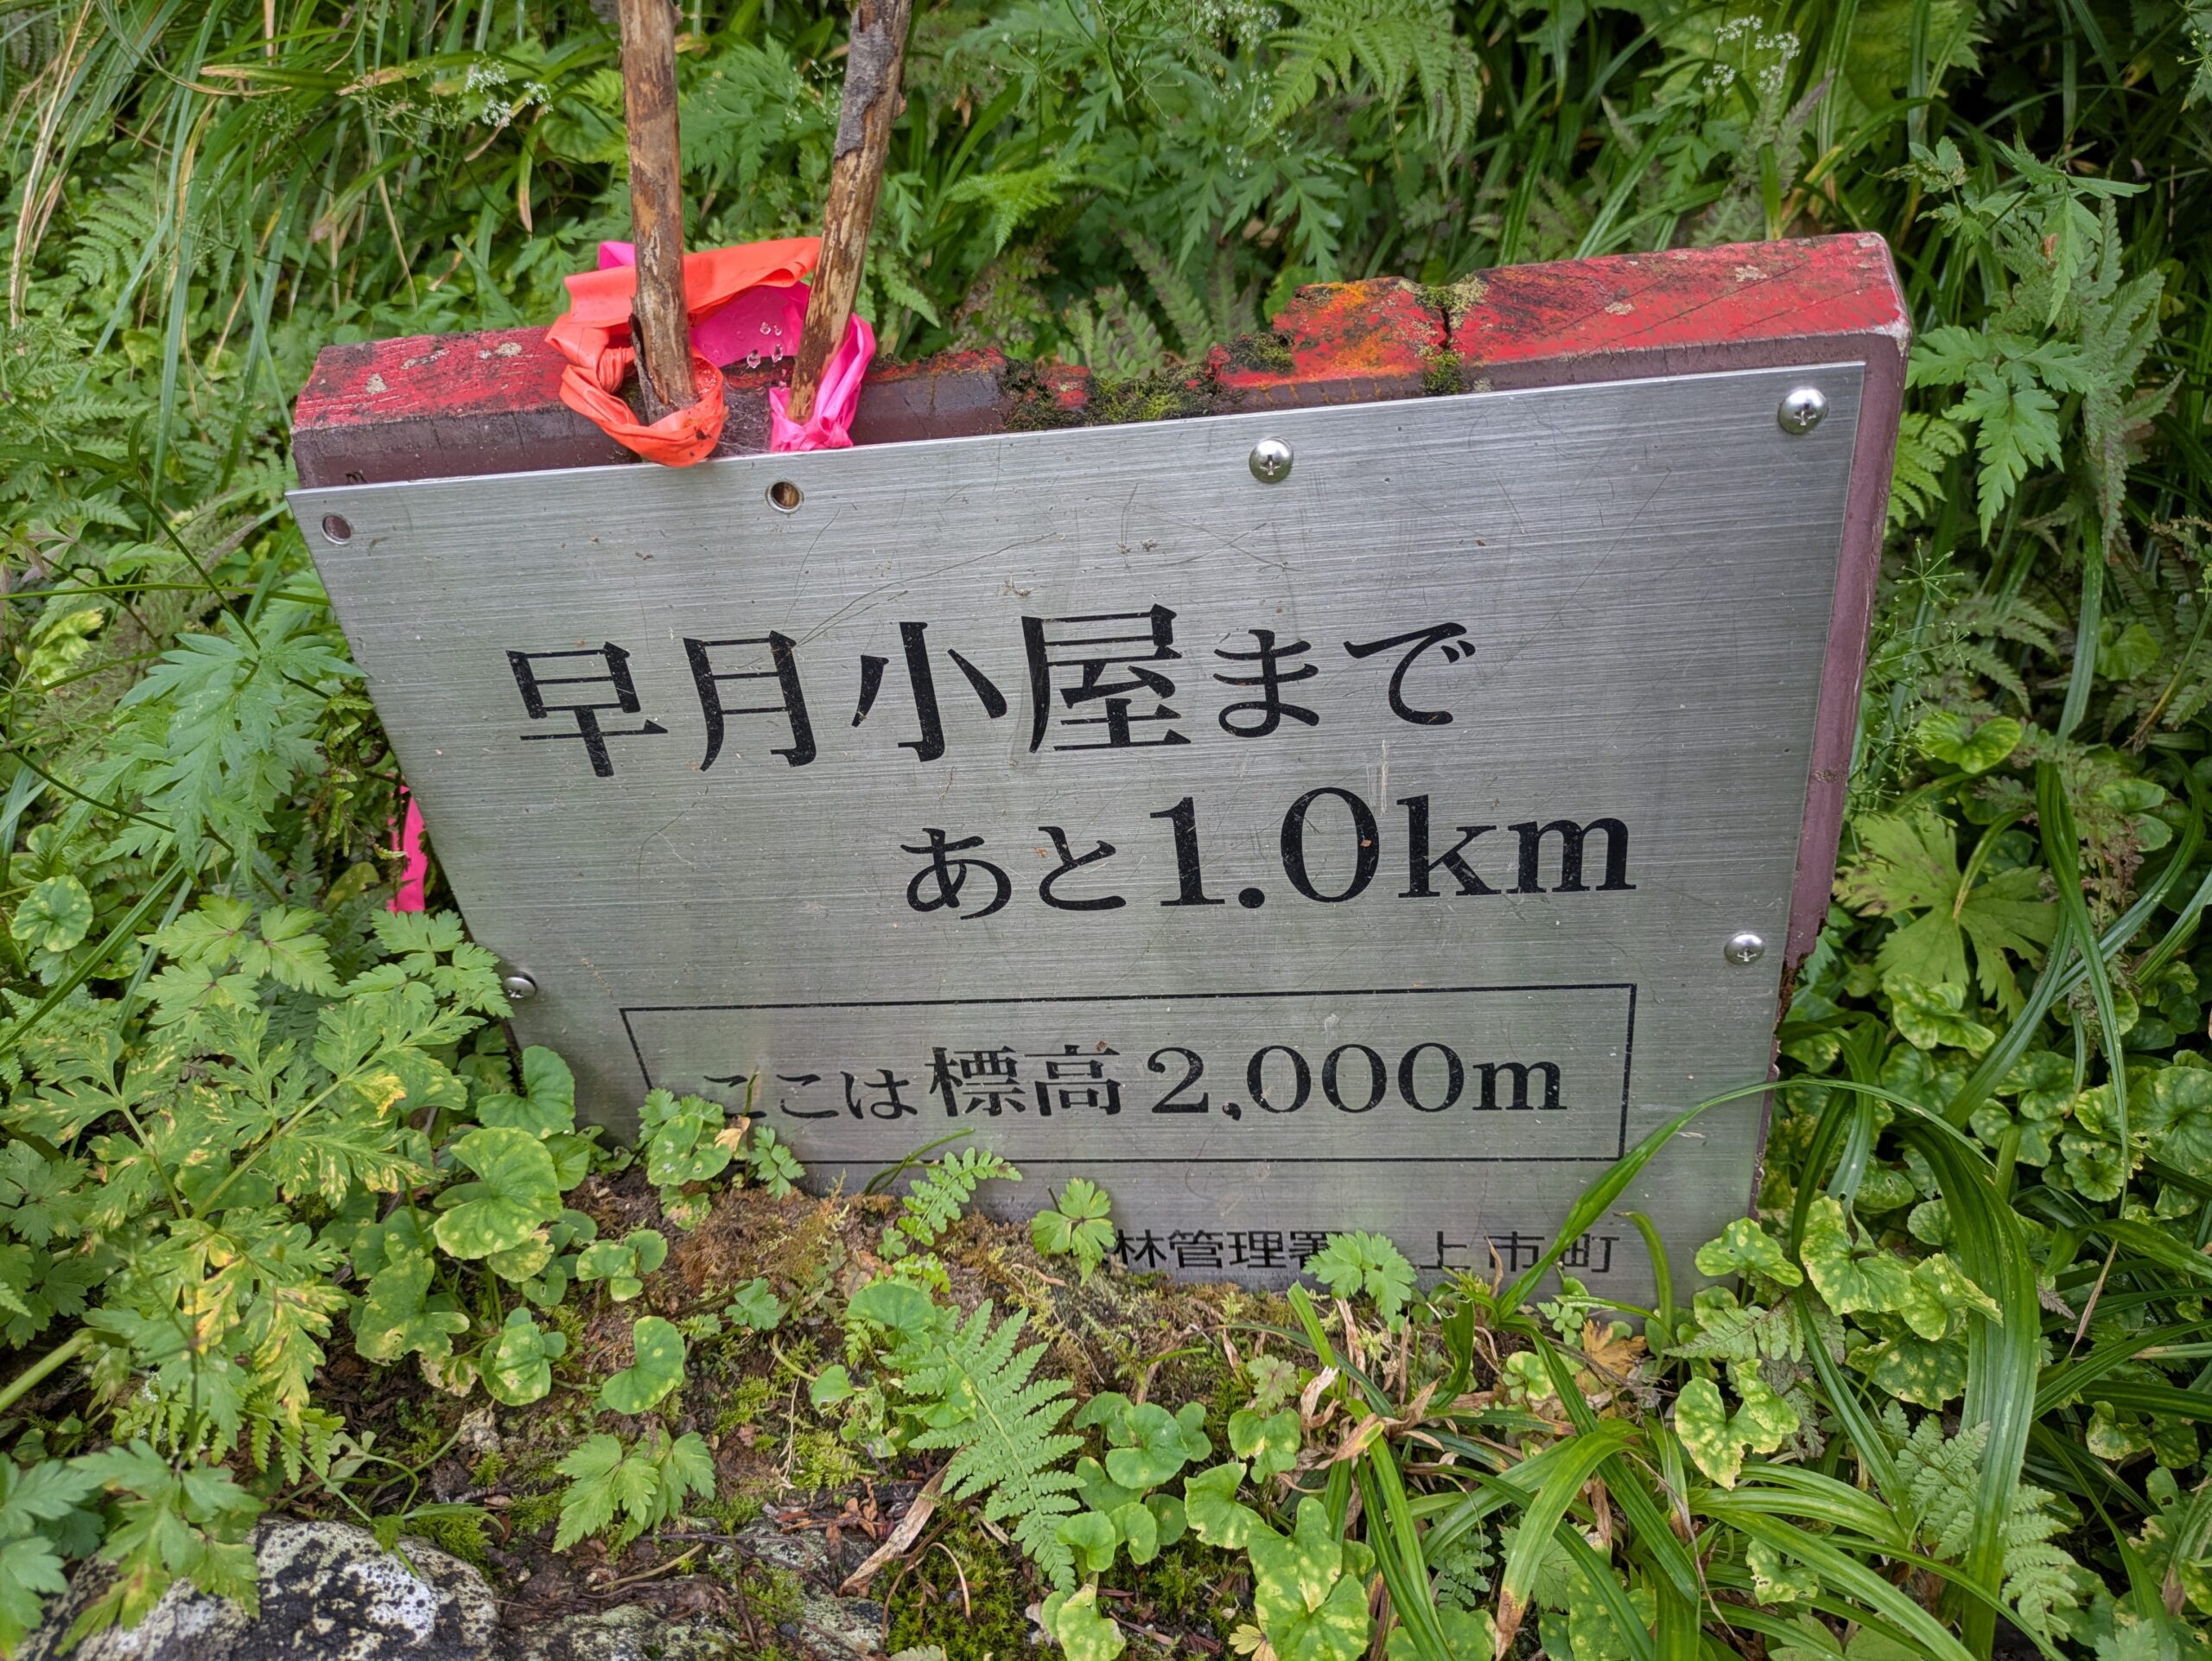 早月小屋まで
あと1.0km
ここは標高2,000m
林管理署 上市町